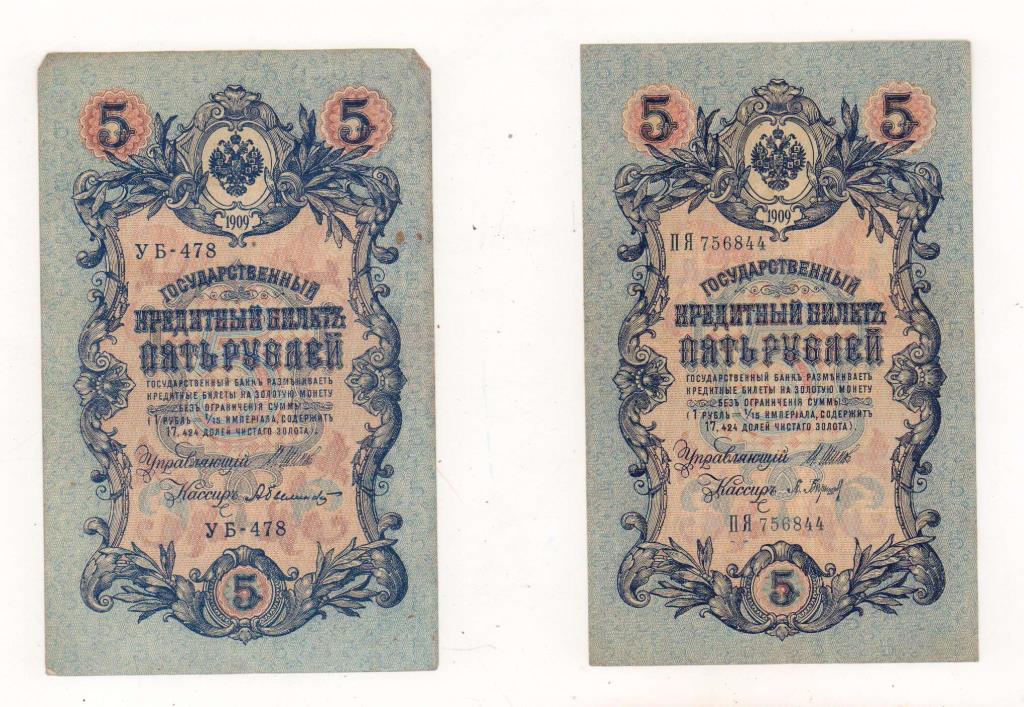 5 5
1909
УБ-478
ГОСУДАРСТВЕННЫЙ
КРЕДИТНЫЙ БИЛЕТЪ
ПЯТЬ РУБЛЕЙ
ГОСУДАРСТВЕННЫЙ БАНКЪ РАЗМѢНИВАЕТЪ
КРЕДИТНЫЕ БИЛЕТЫ НА ЗОЛОТУЮ МОНЕТУ
БЕЗЪ ОГРАНИЧЕНІЯ СУММЫ
(1 РУБЛЬ = 1/15 ИМПЕРІАЛА, СОДЕРЖИТЪ
17,424 ДОЛЕЙ ЧИСТАГО ЗОЛОТА).
Управляющій
Кассиръ
УБ-478
5
5 5
1909
ПЯ 756844
ГОСУДАРСТВЕННЫЙ
КРЕДИТНЫЙ БИЛЕТЪ
ПЯТЬ РУБЛЕЙ
ГОСУДАРСТВЕННЫЙ БАНКЪ РАЗМѢНИВАЕТЪ
КРЕДИТНЫЕ БИЛЕТЫ НА ЗОЛОТУЮ МОНЕТУ
БЕЗЪ ОГРАНИЧЕНІЯ СУММЫ
(1 РУБЛЬ = 1/15 ИМПЕРІАЛА, СОДЕРЖИТЪ
17,424 ДОЛЕЙ ЧИСТАГО ЗОЛОТА).
Управляющій
Кассиръ
ПЯ 756844
5